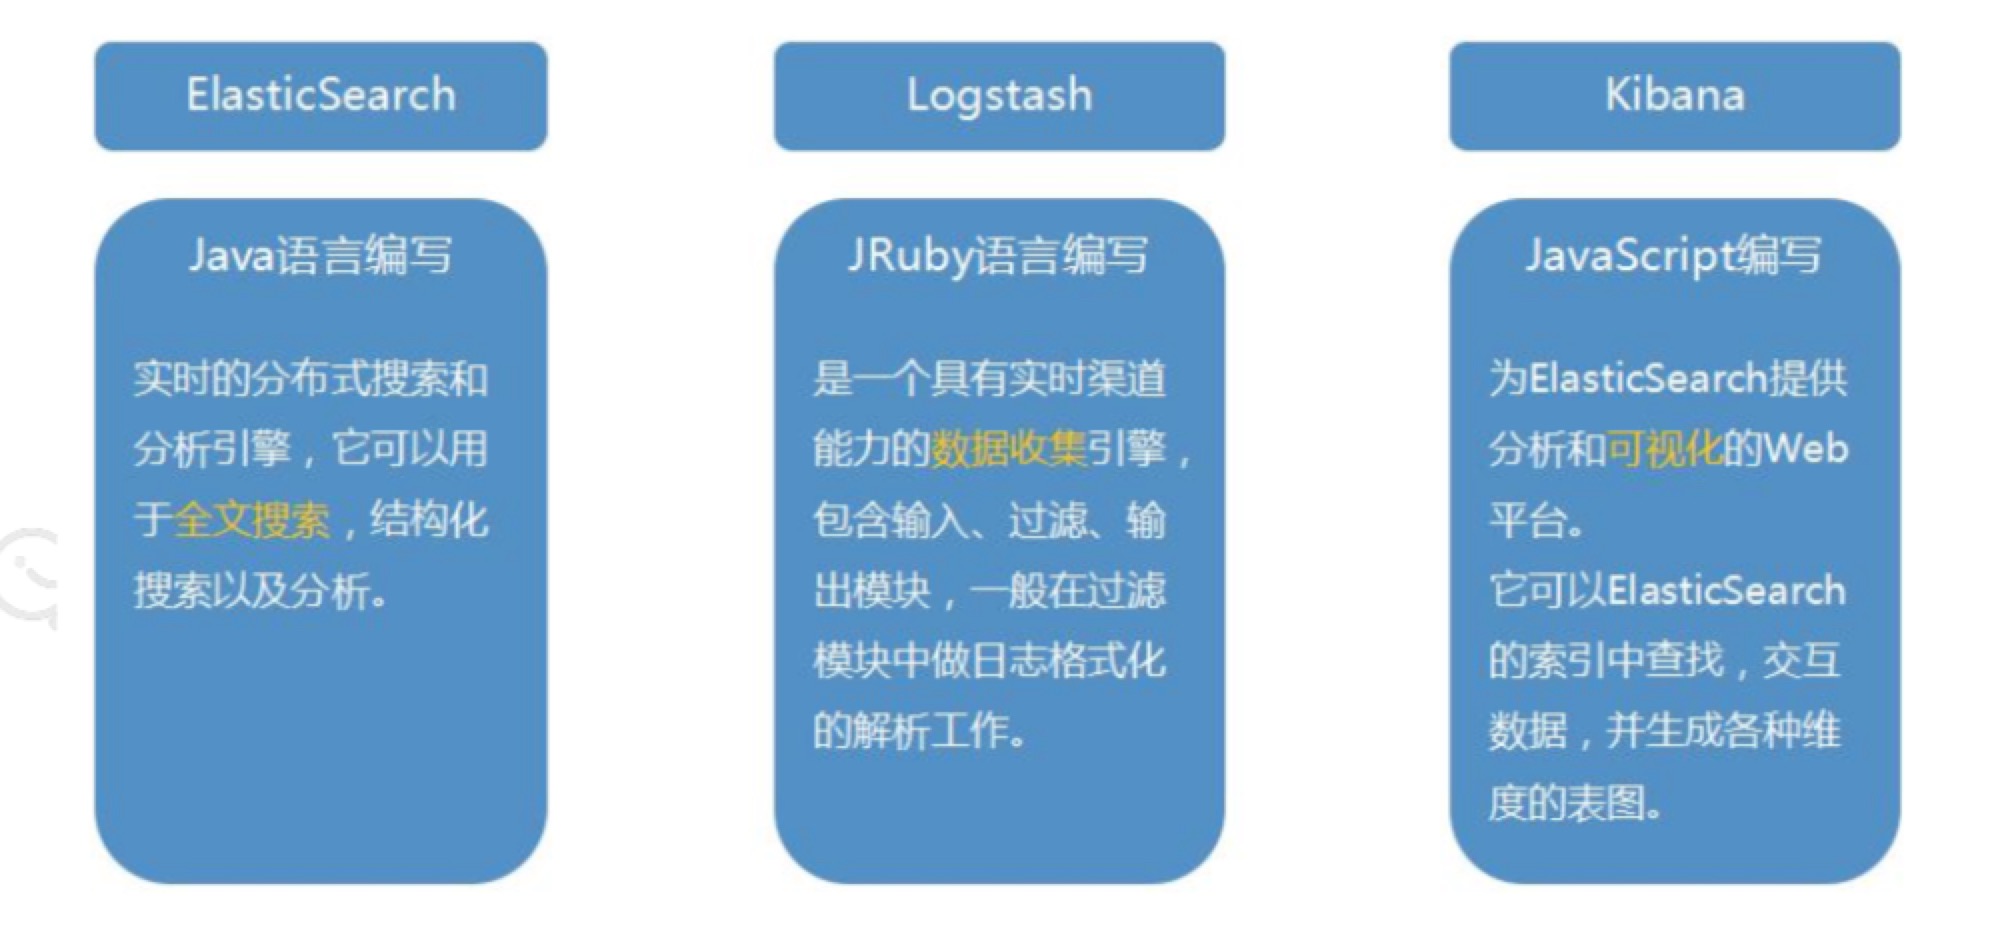 ElasticSearch
Java语言编写
实时的分布式搜索和
分析引擎，它可以用
于全文搜索，结构化
搜索以及分析。
Logstash
JRuby语言编写
是一个具有实时渠道
能力的数据收集引擎，
包含输入、过滤、输
出模块，一般在过滤
模块中做日志格式化
的解析工作。
Kibana
JavaScript编写
为ElasticSearch提供
分析和可视化的Web
平台。
它可以ElasticSearch
的索引中查找，交互
数据，并生成各种维
度的表图。